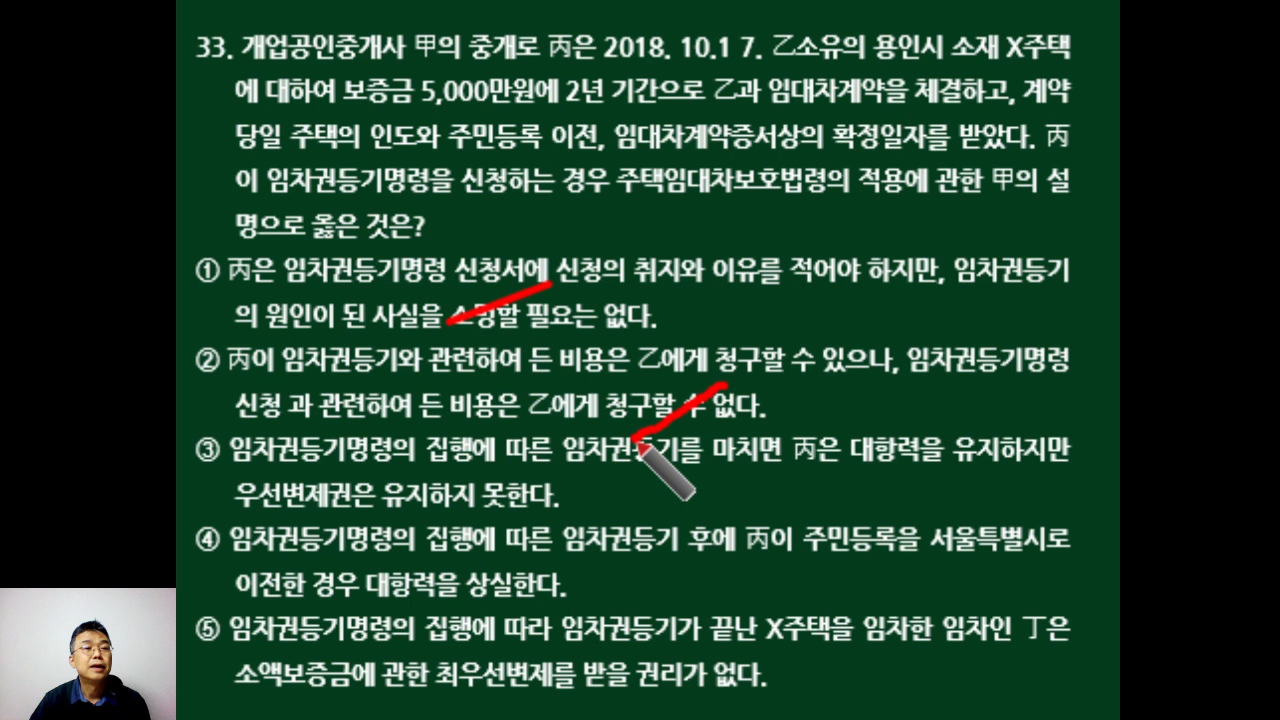 33. 개업공인중개사 甲의 중개로 丙은 2018. 10.1 7. 乙소유의 용인시 소재 X주택
에 대하여 보증금 5,000만원에 2년 기간으로 乙과 임대차계약을 체결하고, 계약
당일 주택의 인도와 주민등록 이전, 임대차계약증서상의 확정일자를 받았다. 丙
이 임차권등기명령을 신청하는 경우 주택임대차보호법령의 적용에 관한 甲의 설
명으로 옳은 것은?
① 丙은 임차권등기명령 신청서에 신청의 취지와 이유를 적어야 하지만, 임차권등기
의 원인이 된 사실을 소명할 필요는 없다.
② 丙이 임차권등기와 관련하여 든 비용은 乙에게 청구할 수 있으나, 임차권등기명령
신청 과 관련하여 든 비용은 乙에게 청구할 수 없다.
③ 임차권등기명령의 집행에 따른 임차권등기를 마치면 丙은 대항력을 유지하지만
우선변제권은 유지하지 못한다.
④ 임차권등기명령의 집행에 따른 임차권등기 후에 丙이 주민등록을 서울특별시로
이전한 경우 대항력을 상실한다.
⑤ 임차권등기명령의 집행에 따라 임차권등기가 끝난 X주택을 임차한 임차인 丁은
소액보증금에 관한 최우선변제를 받을 권리가 없다.